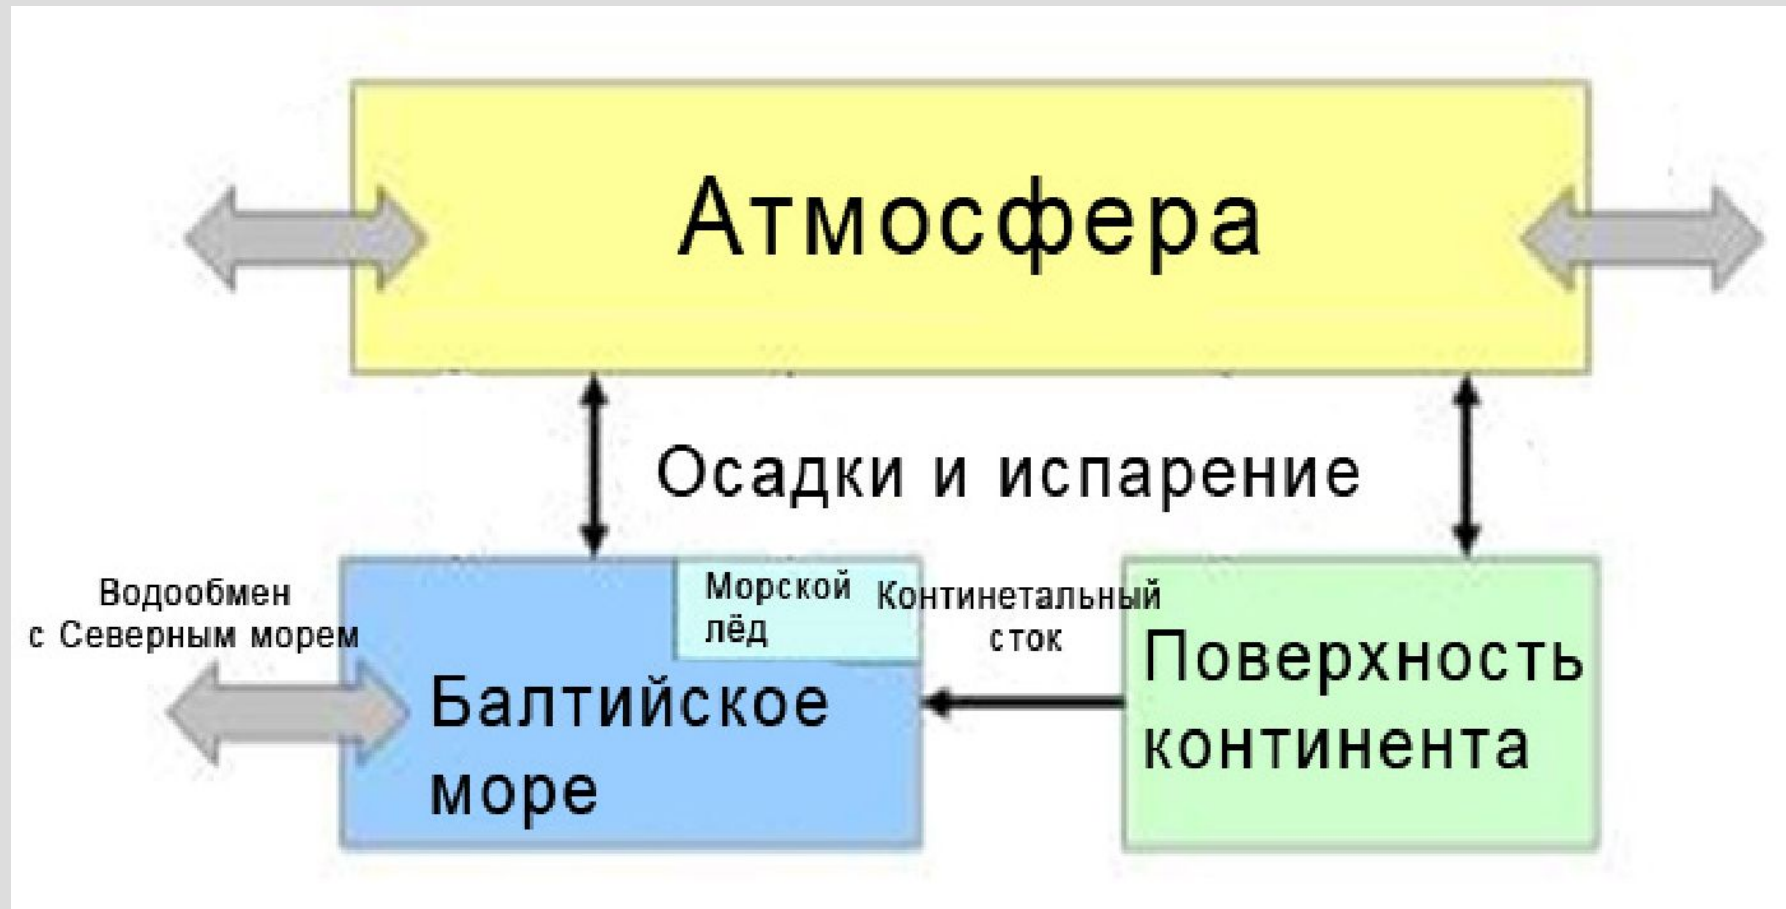 Атмосфера
Осадки и испарение
Водообмен
с Северным морем
Морской
лёд
Континетальный
сток
Балтийское
море
Поверхность
континента